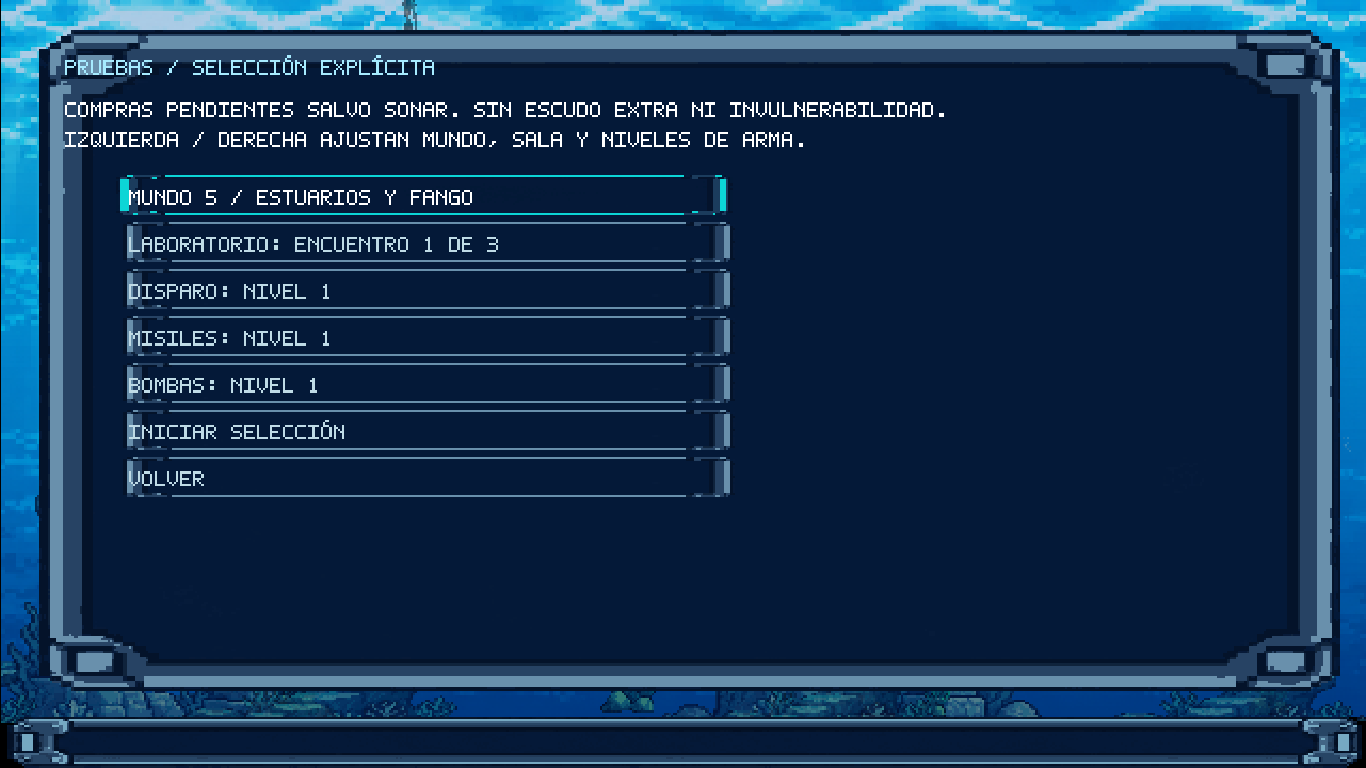 PRUEBAS / SELECCIÓN EXPLÍCITA
COMPRAS PENDIENTES SALVO SONAR. SIN ESCUDO EXTRA NI INVULNERABILIDAD.
IZQUIERDA / DERECHA AJUSTAN MUNDO, SALA Y NIVELES DE ARMA.
MUNDO 5 / ESTUARIOS Y FANGO
LABORATORIO: ENCUENTRO 1 DE 3
DISPARO: NIVEL 1
MISILES: NIVEL 1
BOMBAS: NIVEL 1
INICIAR SELECCIÓN
VOLVER